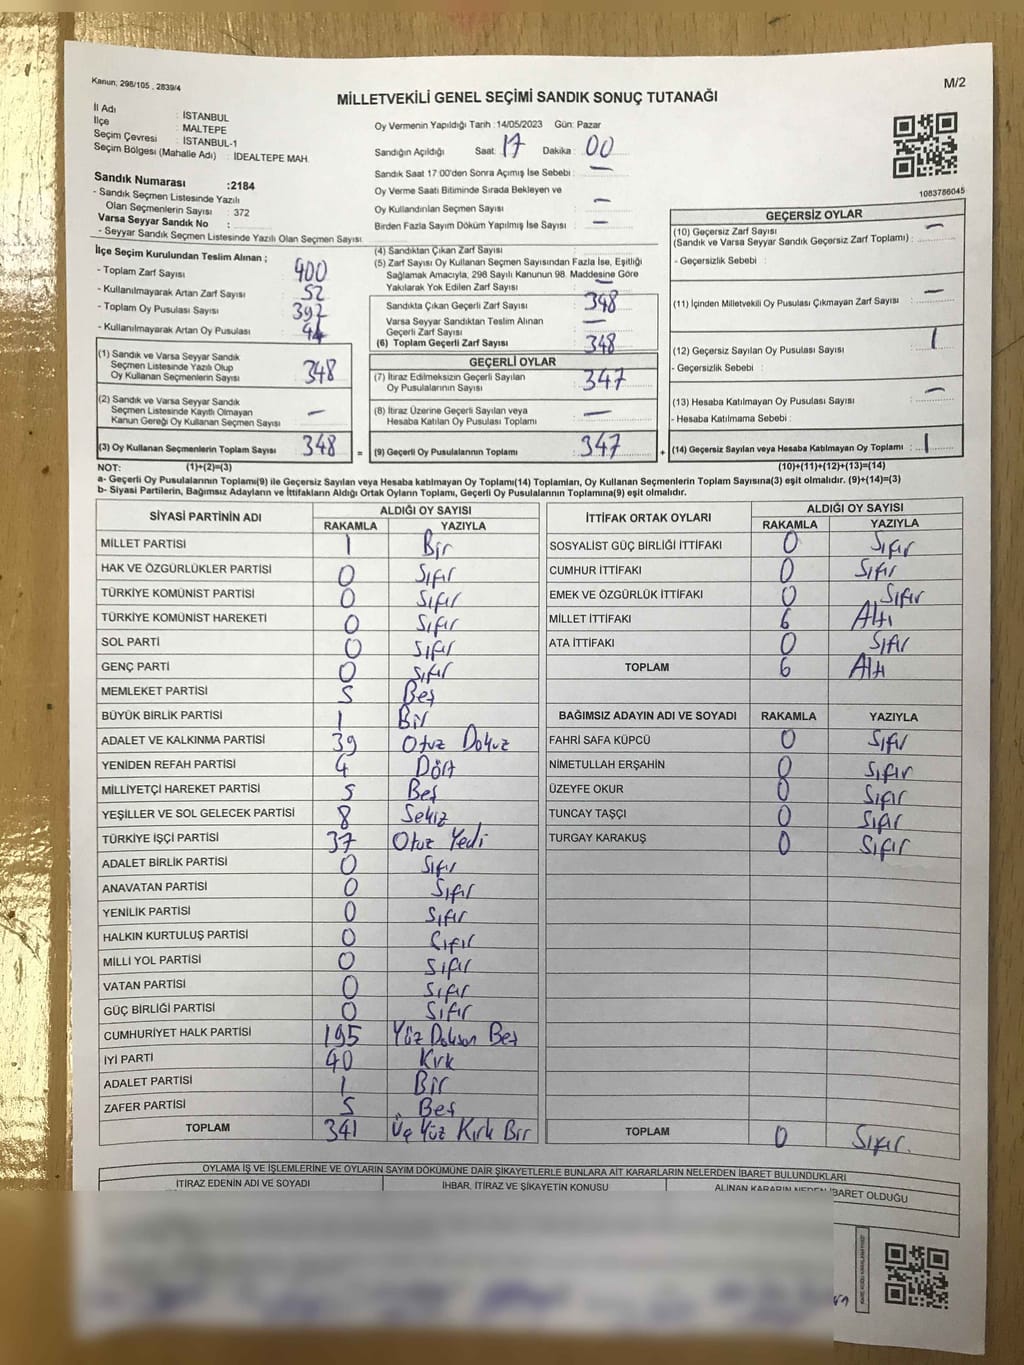 Kanun, 298/105 , 2839/4
M/2
MİLLETVEKİLİ GENEL SEÇİMİ SANDIK SONUÇ TUTANAĞI
İl Adı : İSTANBUL
İlçe : MALTEPE
Seçim Çevresi : İSTANBUL-1
Seçim Bölgesi (Mahalle Adı) : İDEALTEPE MAH.
Oy Vermenin Yapıldığı Tarih :14/05/2023 Gün: Pazar
Sandığın Açıldığı Saat: 17 Dakika : 00
Sandık Saat 17:00'den Sonra Açımış İse Sebebi : —
Oy Verme Saati Bitiminde Sırada Bekleyen ve
Oy Kullandırılan Seçmen Sayısı : —
Birden Fazla Sayım Döküm Yapılmış İse Sayısı : —
1083786045
Sandık Numarası :2184
- Sandık Seçmen Listesinde Yazılı
Olan Seçmenlerin Sayısı : 372
Varsa Seyyar Sandık No :
- Seyyar Sandık Seçmen Listesinde Yazılı Olan Seçmen Sayısı:
İlçe Seçim Kurulundan Teslim Alınan ;
- Toplam Zarf Sayısı : 400
- Kullanılmayarak Artan Zarf Sayısı : 52
- Toplam Oy Pusulası Sayısı : 392
- Kullanılmayarak Artan Oy Pusulası : 44
(1) Sandık ve Varsa Seyyar Sandık
Seçmen Listesinde Yazılı Olup
Oy Kullanan Seçmenlerin Sayısı : 348
(2) Sandık ve Varsa Seyyar Sandık
Seçmen Listesinde Kayıtlı Olmayan
Kanun Gereği Oy Kullanan Seçmen Sayısı : —
(3) Oy Kullanan Seçmenlerin Toplam Sayısı : 348
(4) Sandıktan Çıkan Zarf Sayısı
(5) Zarf Sayısı Oy Kullanan Seçmen Sayısından Fazla İse, Eşitliği
Sağlamak Amacıyla, 298 Sayılı Kanunun 98. Maddesine Göre
Yakılarak Yok Edilen Zarf Sayısı : —
Sandıkta Çıkan Geçerli Zarf Sayısı : 348
Varsa Seyyar Sandıktan Teslim Alınan
Geçerli Zarf Sayısı : —
(6) Toplam Geçerli Zarf Sayısı : 348
GEÇERLİ OYLAR
(7) İtiraz Edilmeksizin Geçerli Sayılan
Oy Pusulalarının Sayısı : 347
(8) İtiraz Üzerine Geçerli Sayılan veya
Hesaba Katılan Oy Pusulası Toplamı : —
= (9) Geçerli Oy Pusulalarının Toplamı : 347
GEÇERSİZ OYLAR
(10) Geçersiz Zarf Sayısı
(Sandık ve Varsa Seyyar Sandık Geçersiz Zarf Toplamı) : —
- Geçersizlik Sebebi :
(11) İçinden Milletvekili Oy Pusulası Çıkmayan Zarf Sayısı : —
(12) Geçersiz Sayılan Oy Pusulası Sayısı : 1
- Geçersizlik Sebebi :
(13) Hesaba Katılmayan Oy Pusulası Sayısı : —
- Hesaba Katılmama Sebebi :
+ (14) Geçersiz Sayılan veya Hesaba Katılmayan Oy Toplamı : 1
NOT: (1)+(2)=(3) (10)+(11)+(12)+(13)=(14)
a- Geçerli Oy Pusulalarının Toplamı(9) ile Geçersiz Sayılan veya Hesaba Katılmayan Oy Toplamı(14) Toplamları, Oy Kullanan Seçmenlerin Toplam Sayısına(3) eşit olmalıdır. (9)+(14)=(3)
b- Siyasi Partilerin, Bağımsız Adayların ve İttifakların Aldığı Ortak Oyların Toplamı, Geçerli Oy Pusulalarının Toplamına(9) eşit olmalıdır.
SİYASİ PARTİNİN ADI ALDIĞI OY SAYISI
RAKAMLA YAZIYLA
MİLLET PARTİSİ 1 Bir
HAK VE ÖZGÜRLÜKLER PARTİSİ 0 Sıfır
TÜRKİYE KOMÜNİST PARTİSİ 0 Sıfır
TÜRKİYE KOMÜNİST HAREKETİ 0 Sıfır
SOL PARTİ 0 Sıfır
GENÇ PARTİ 0 Sıfır
MEMLEKET PARTİSİ 5 Beş
BÜYÜK BİRLİK PARTİSİ 1 Bir
ADALET VE KALKINMA PARTİSİ 39 Otuz Dokuz
YENİDEN REFAH PARTİSİ 4 Dört
MİLLİYETÇİ HAREKET PARTİSİ 5 Beş
YEŞİLLER VE SOL GELECEK PARTİSİ 8 Sekiz
TÜRKİYE İŞÇİ PARTİSİ 37 Otuz Yedi
ADALET BİRLİK PARTİSİ 0 Sıfır
ANAVATAN PARTİSİ 0 Sıfır
YENİLİK PARTİSİ 0 Sıfır
HALKIN KURTULUŞ PARTİSİ 0 Sıfır
MİLLİ YOL PARTİSİ 0 Sıfır
VATAN PARTİSİ 0 Sıfır
GÜÇ BİRLİĞİ PARTİSİ 0 Sıfır
CUMHURİYET HALK PARTİSİ 195 Yüz Doksan Beş
İYİ PARTİ 40 Kırk
ADALET PARTİSİ 1 Bir
ZAFER PARTİSİ 5 Beş
TOPLAM 341 Üç Yüz Kırk Bir
İTTİFAK ORTAK OYLARI ALDIĞI OY SAYISI
RAKAMLA YAZIYLA
SOSYALİST GÜÇ BİRLİĞİ İTTİFAKI 0 Sıfır
CUMHUR İTTİFAKI 0 Sıfır
EMEK VE ÖZGÜRLÜK İTTİFAKI 0 Sıfır
MİLLET İTTİFAKI 6 Altı
ATA İTTİFAKI 0 Sıfır
TOPLAM 6 Altı
BAĞIMSIZ ADAYIN ADI VE SOYADI RAKAMLA YAZIYLA
FAHRİ SAFA KÜPCÜ 0 Sıfır
NİMETULLAH ERŞAHİN 0 Sıfır
ÜZEYFE OKUR 0 Sıfır
TUNCAY TAŞÇI 0 Sıfır
TURGAY KARAKUŞ 0 Sıfır
TOPLAM 0 Sıfır.
OYLAMA İŞ VE İŞLEMLERİNE VE OYLARIN SAYIM DÖKÜMÜNE DAİR ŞİKAYETLERLE BUNLARA AİT KARARLARIN NELERDEN İBARET BULUNDUKLARI
İTİRAZ EDENİN ADI VE SOYADI İHBAR, İTİRAZ VE ŞİKAYETİN KONUSU ALINAN KARARIN NEDEN İBARET OLDUĞU